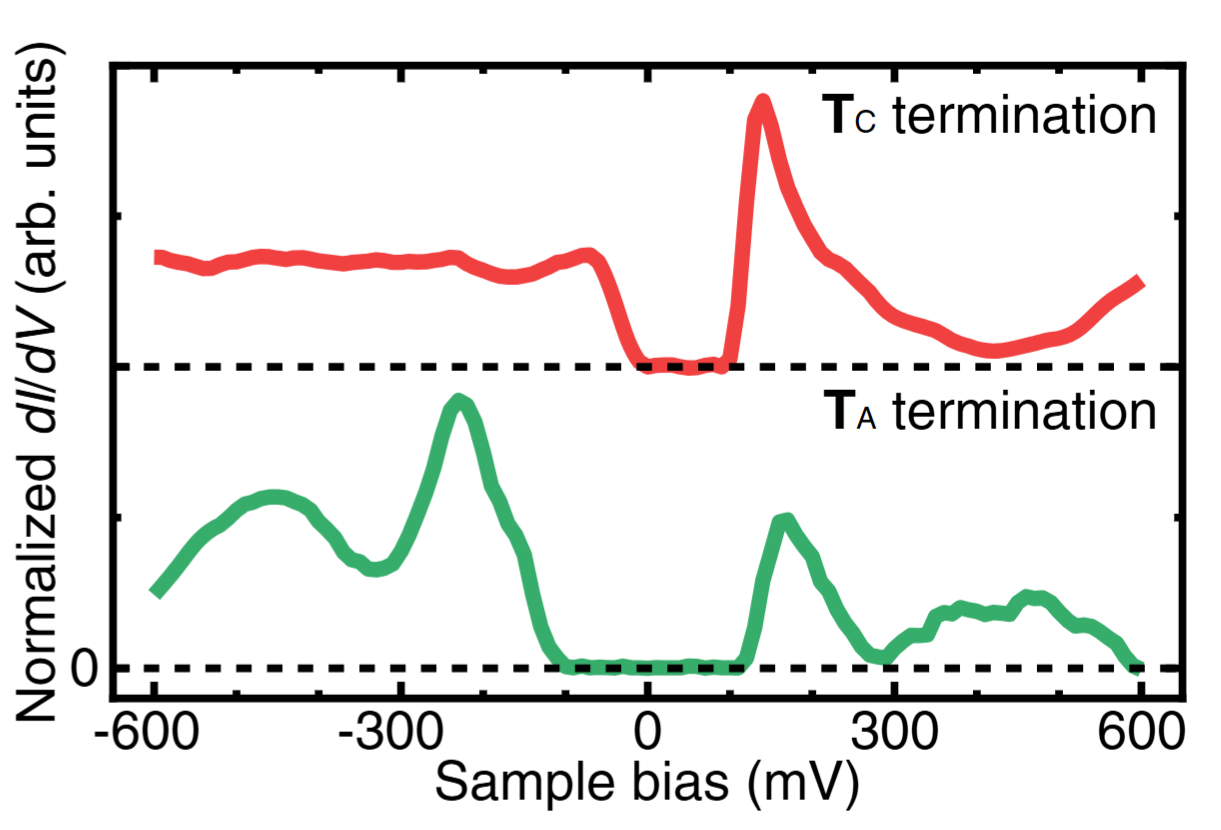 Normalized dI/dV (arb. units)
TC termination
TA termination
0
-600 -300 0 300 600
Sample bias (mV)